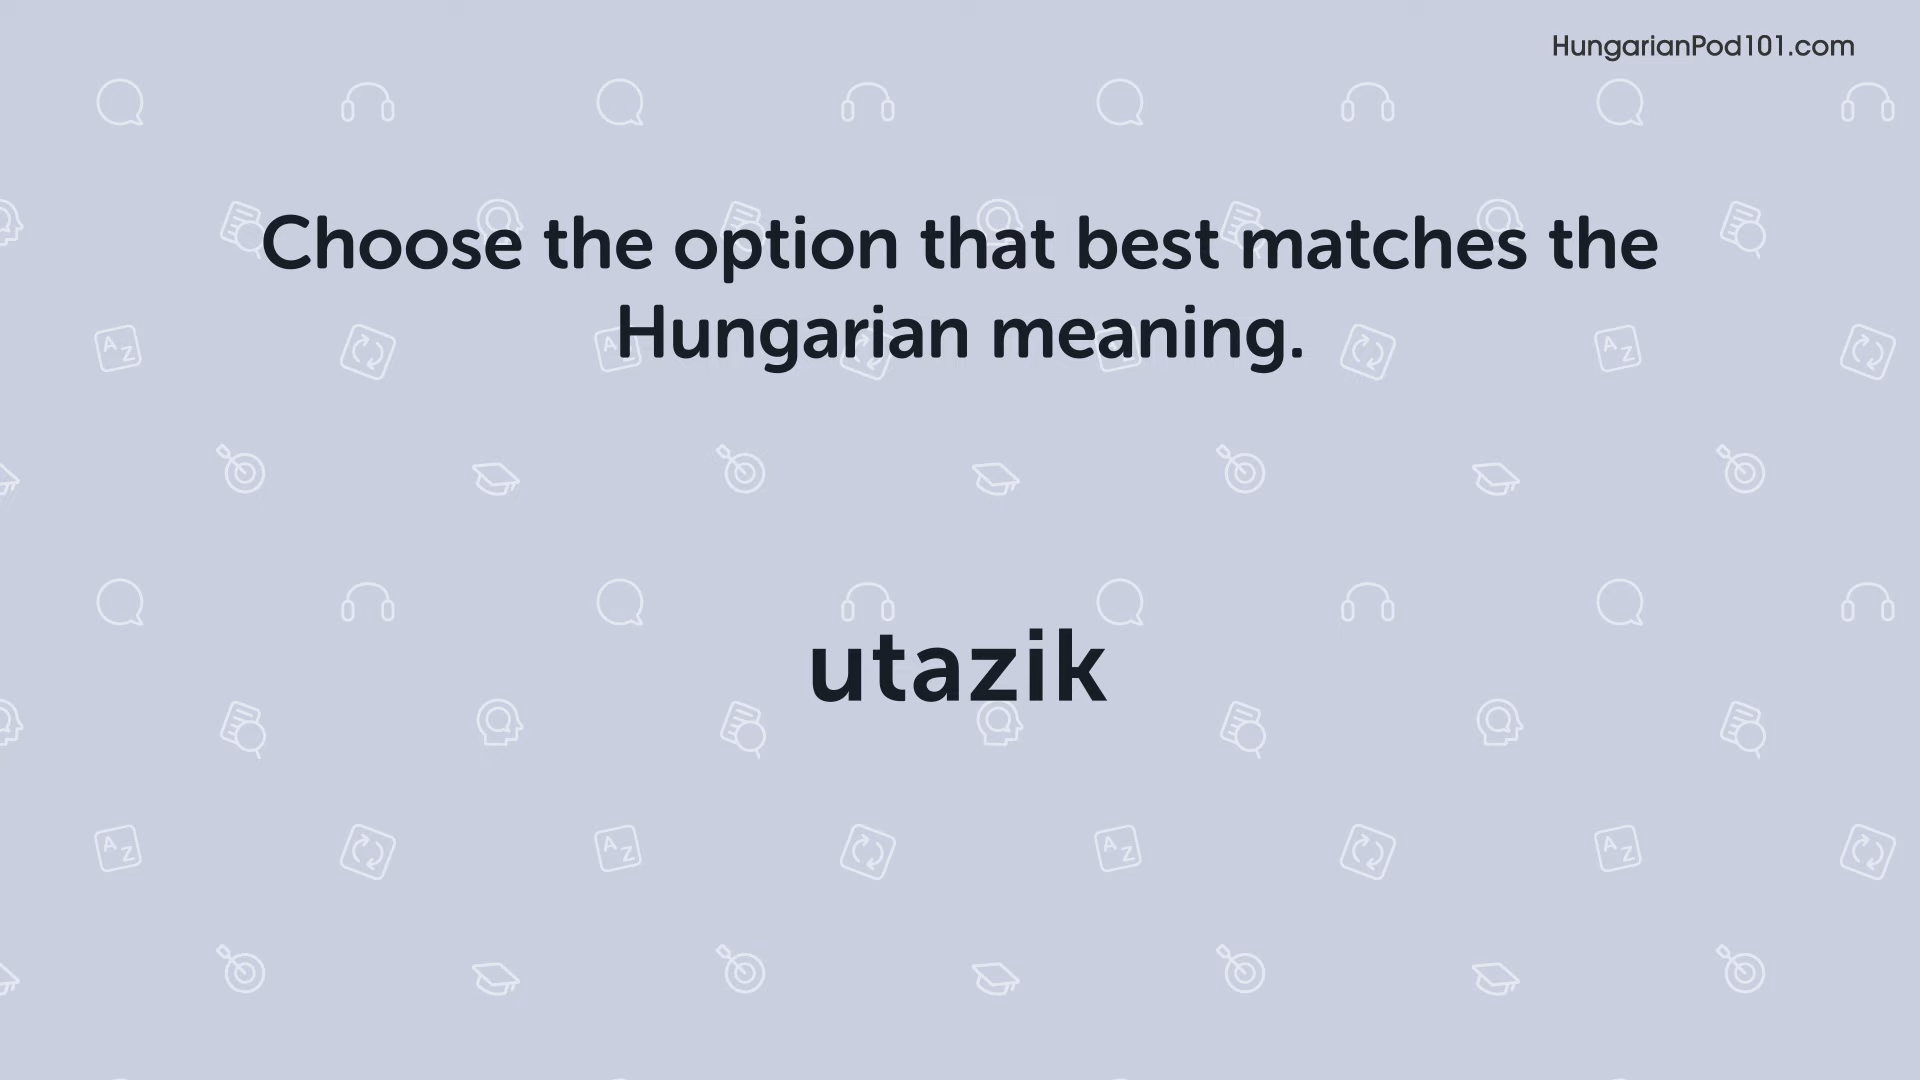 HungarianPod101.com
Choose the option that best matches the
Hungarian meaning.
utazik